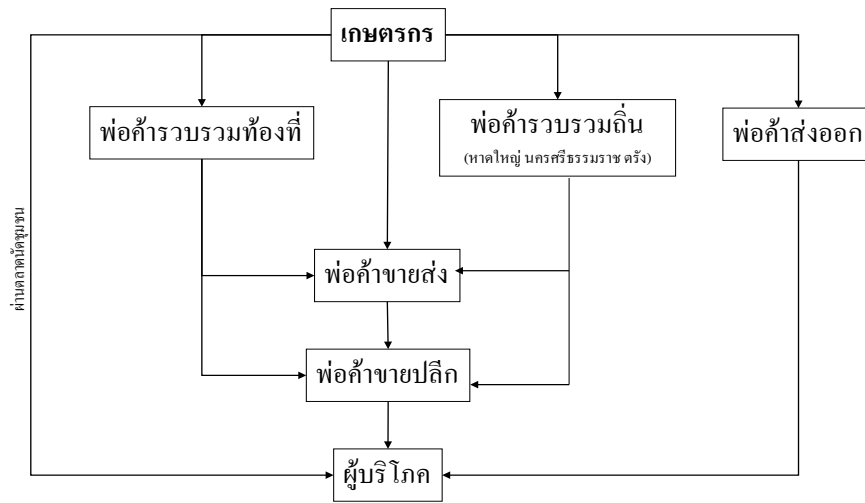 เกษตรกร
พ่อค้ารวบรวมท้องที่
พ่อค้ารวบรวมถิ่น
(หาดใหญ่ นครศรีธรรมราช ตรัง)
พ่อค้าส่งออก
ผ่านตลาดนัดชุมชน
พ่อค้าขายส่ง
พ่อค้าขายปลีก
ผู้บริโภค